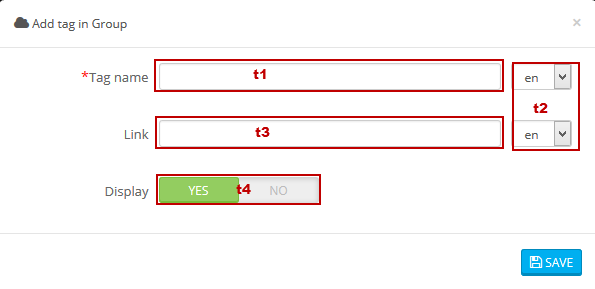 Add tag in Group ×
*Tag name t1 en
t2
Link t3 en
Display YES t4 NO
SAVE